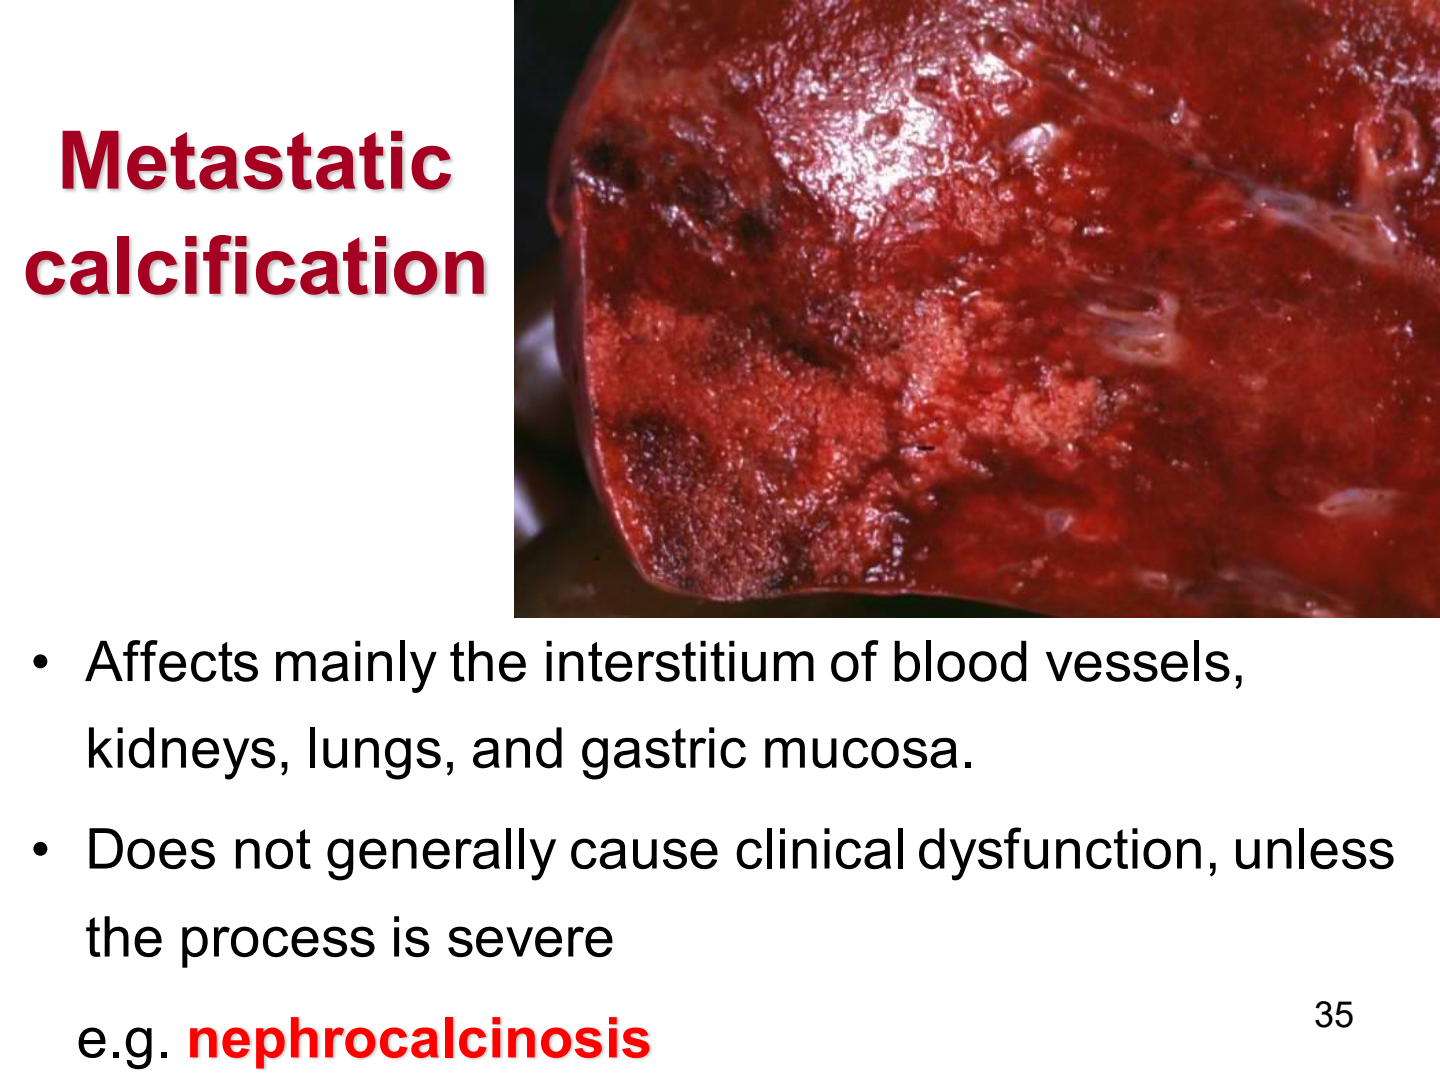 Metastatic
calcification
• Affects mainly the interstitium of blood vessels,
kidneys, lungs, and gastric mucosa.
• Does not generally cause clinical dysfunction, unless
the process is severe
e.g. nephrocalcinosis
35